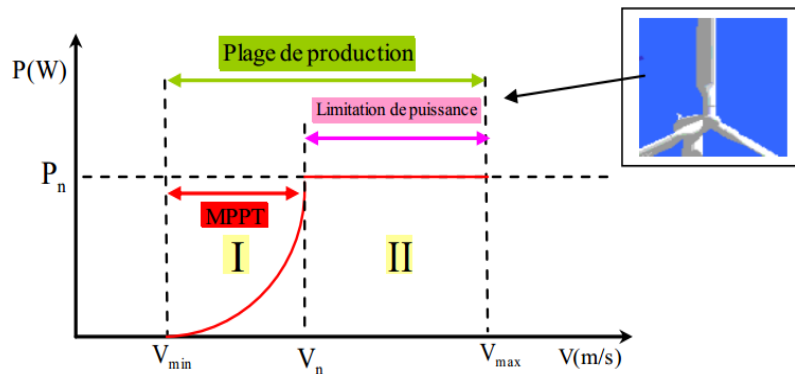 Plage de production
P(W)
Limitation de puissance
Pn
MPPT
I
II
Vmin
Vn
Vmax
V(m/s)